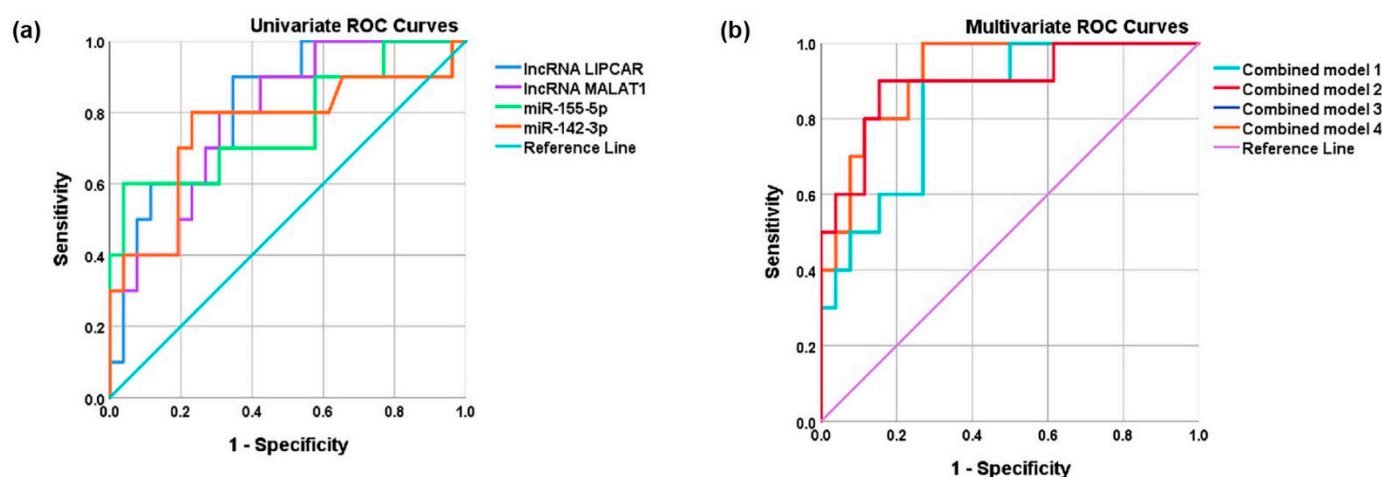 (a)
Univariate ROC Curves
1.0
0.8
0.6
0.4
0.2
0.0
Sensitivity
0.0 0.2 0.4 0.6 0.8 1.0
1 - Specificity
lncRNA LIPCAR
lncRNA MALAT1
miR-155-5p
miR-142-3p
Reference Line
(b)
Multivariate ROC Curves
1.0
0.8
0.6
0.4
0.2
0.0
Sensitivity
0.0 0.2 0.4 0.6 0.8 1.0
1 - Specificity
Combined model 1
Combined model 2
Combined model 3
Combined model 4
Reference Line